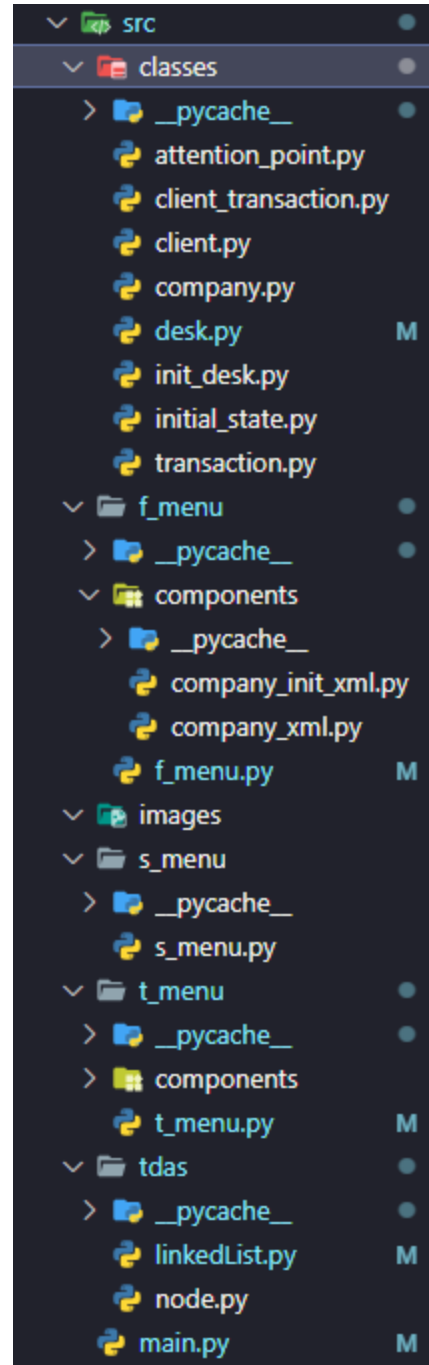 src
classes
__pycache__
attention_point.py
client_transaction.py
client.py
company.py
desk.py M
init_desk.py
initial_state.py
transaction.py
f_menu
__pycache__
components
__pycache__
company_init_xml.py
company_xml.py
f_menu.py M
images
s_menu
__pycache__
s_menu.py
t_menu
__pycache__
components
t_menu.py M
tdas
__pycache__
linkedList.py M
node.py
main.py M